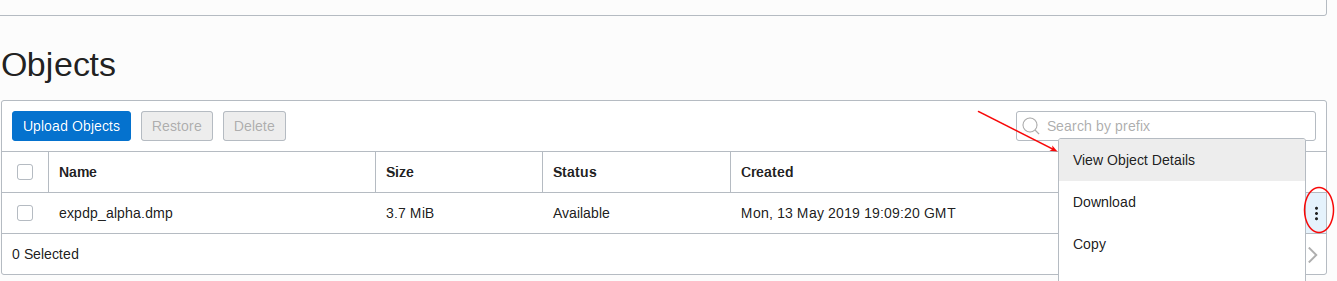 Objects
Upload Objects Restore Delete Search by prefix
View Object Details
Name Size Status Created
Download
expdp_alpha.dmp 3.7 MiB Available Mon, 13 May 2019 19:09:20 GMT
Copy
0 Selected